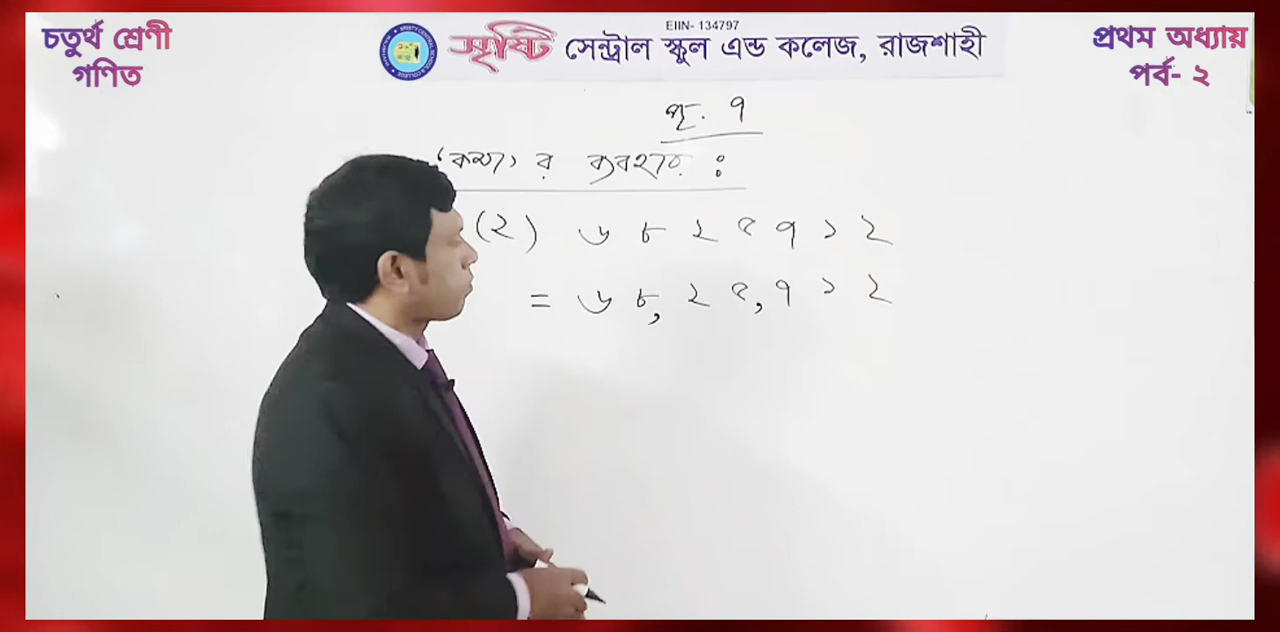 চতুর্থ শ্রেণী
গণিত
EIIN- 134797
সৃষ্টি সেন্ট্রাল স্কুল এন্ড কলেজ, রাজশাহী
প্রথম অধ্যায়
পর্ব- ২
পৃ. ৭
'কমা' র ব্যবহার :
(২) ৬৮২৫৭১২
= ৬৮,২৫,৭১২